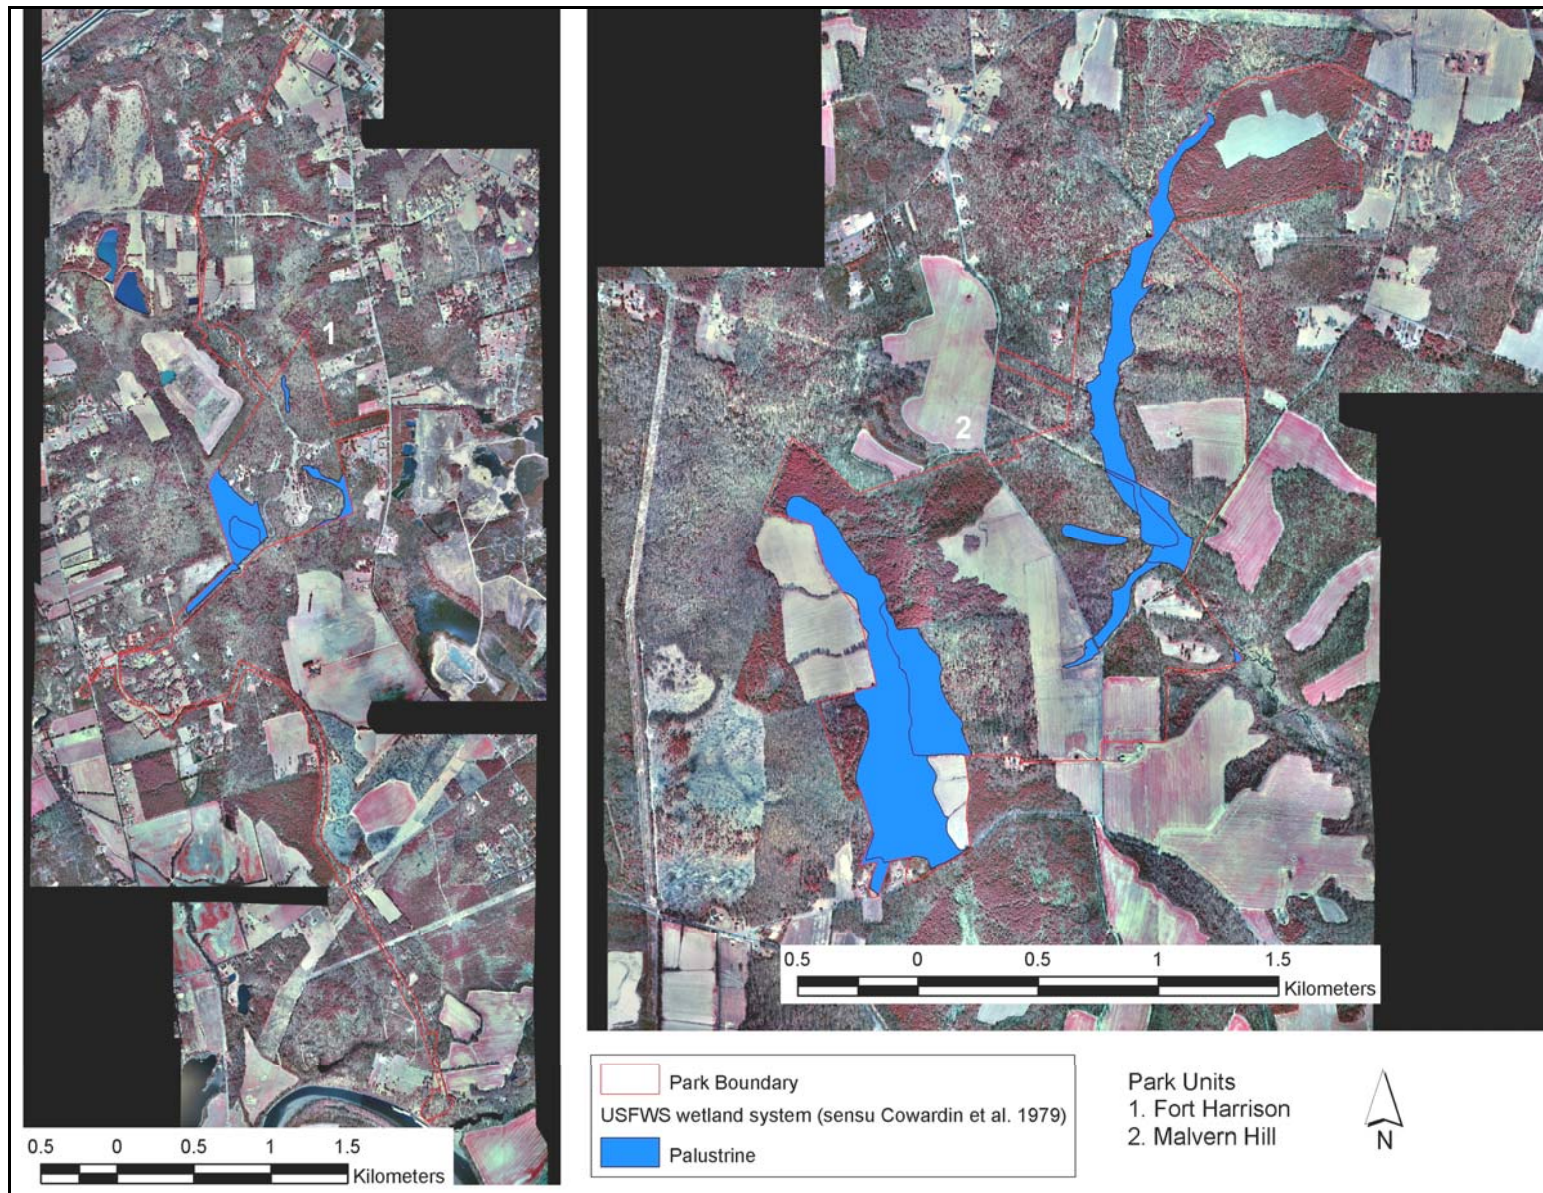 1
2
0.5 0 0.5 1 1.5
Kilometers
0.5 0 0.5 1 1.5
Kilometers
Park Boundary
USFWS wetland system (sensu Cowardin et al. 1979)
Palustrine
Park Units
1. Fort Harrison
2. Malvern Hill
N